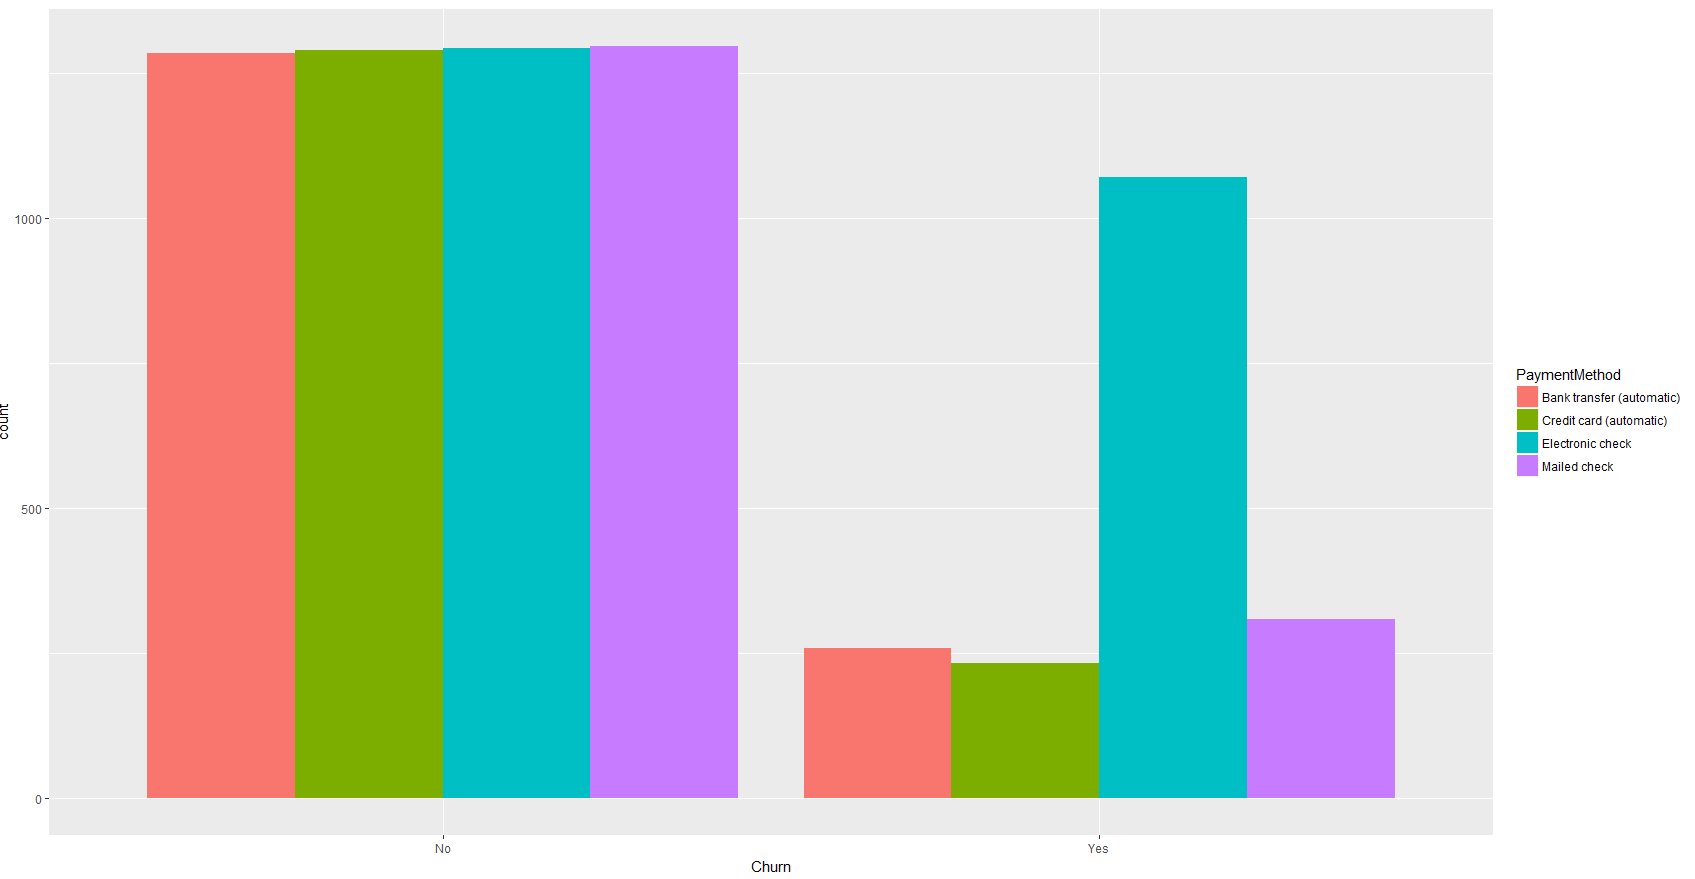 1000
500
0
count
No
Yes
Churn
PaymentMethod
Bank transfer (automatic)
Credit card (automatic)
Electronic check
Mailed check